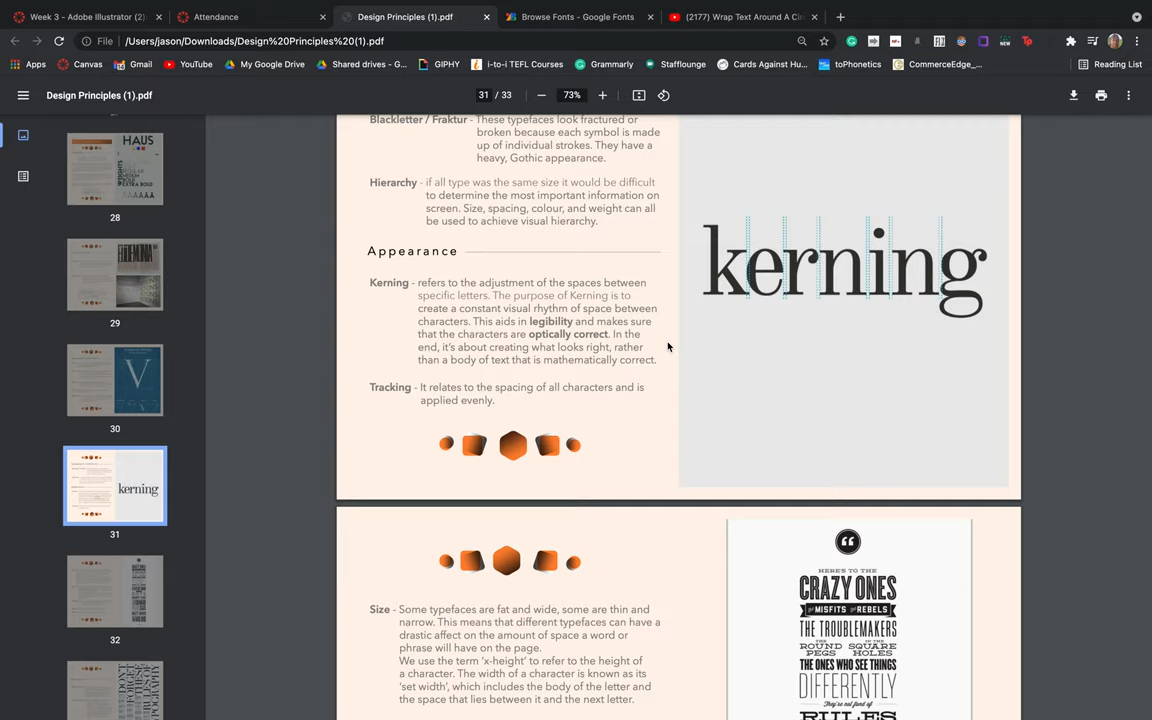 Week 3 - Adobe Illustrator (2)
Attendance
Design Principles (1).pdf
Browse Fonts - Google Fonts
(2177) Wrap Text Around A Cir
File
/Users/jason/Downloads/Design%20Principles%20(1).pdf
Apps
Canvas
Gmail
YouTube
My Google Drive
Shared drives - G...
GIPHY
i-to-i TEFL Courses
Grammarly
Stafflounge
Cards Against Hu...
toPhonetics
CommerceEdge_...
Reading List
Design Principles (1).pdf
31 / 33
73%
HAUS
28
29
V
30
kerning
31
32
Blackletter / Fraktur - These typefaces look fractured or
broken because each symbol is made
up of individual strokes. They have a
heavy, Gothic appearance.
Hierarchy - if all type was the same size it would be difficult
to determine the most important information on
screen. Size, spacing, colour, and weight can all
be used to achieve visual hierarchy.
Appearance
Kerning - refers to the adjustment of the spaces between
specific letters. The purpose of Kerning is to
create a constant visual rhythm of space between
characters. This aids in legibility and makes sure
that the characters are optically correct. In the
end, it's about creating what looks right, rather
than a body of text that is mathematically correct.
Tracking - It relates to the spacing of all characters and is
applied evenly.
kerning
Size - Some typefaces are fat and wide, some are thin and
narrow. This means that different typefaces can have a
drastic affect on the amount of space a word or
phrase will have on the page.
We use the term 'x-height' to refer to the height of
a character. The width of a character is known as its
'set width', which includes the body of the letter and
the space that lies between it and the next letter.
HERE'S TO THE
CRAZY ONES
MISFITS REBELS
THE TROUBLEMAKERS
THE ROUND PEGS IN THE SQUARE HOLES
THE ONES WHO SEE THINGS
DIFFERENTLY
They're not fond of
RULES